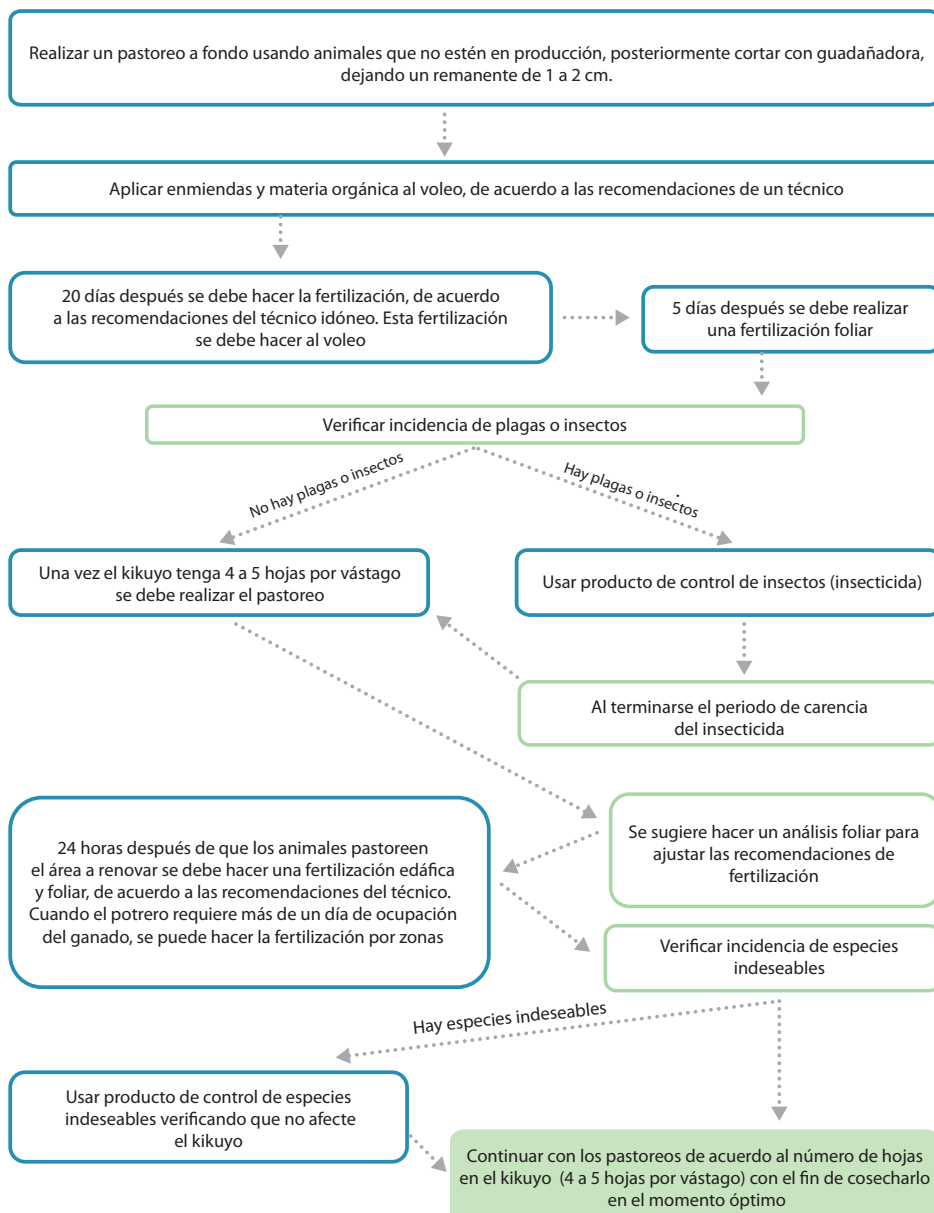 Realizar un pastoreo a fondo usando animales que no estén en producción, posteriormente cortar con guadañadora,
dejando un remanente de 1 a 2 cm.
Aplicar enmiendas y materia orgánica al voleo, de acuerdo a las recomendaciones de un técnico
20 días después se debe hacer la fertilización, de acuerdo
a las recomendaciones del técnico idóneo. Esta fertilización
se debe hacer al voleo
5 días después se debe realizar
una fertilización foliar
Verificar incidencia de plagas o insectos
No hay plagas o insectos
Hay plagas o insectos
Una vez el kikuyo tenga 4 a 5 hojas por vástago
se debe realizar el pastoreo
Usar producto de control de insectos (insecticida)
Al terminarse el periodo de carencia
del insecticida
24 horas después de que los animales pastoreen
el área a renovar se debe hacer una fertilización edáfica
y foliar, de acuerdo a las recomendaciones del técnico.
Cuando el potrero requiere más de un día de ocupación
del ganado, se puede hacer la fertilización por zonas
Se sugiere hacer un análisis foliar para
ajustar las recomendaciones de
fertilización
Verificar incidencia de especies
indeseables
Hay especies indeseables
Usar producto de control de especies
indeseables verificando que no afecte
el kikuyo
Continuar con los pastoreos de acuerdo al número de hojas
en el kikuyo (4 a 5 hojas por vástago) con el fin de cosecharlo
en el momento óptimo